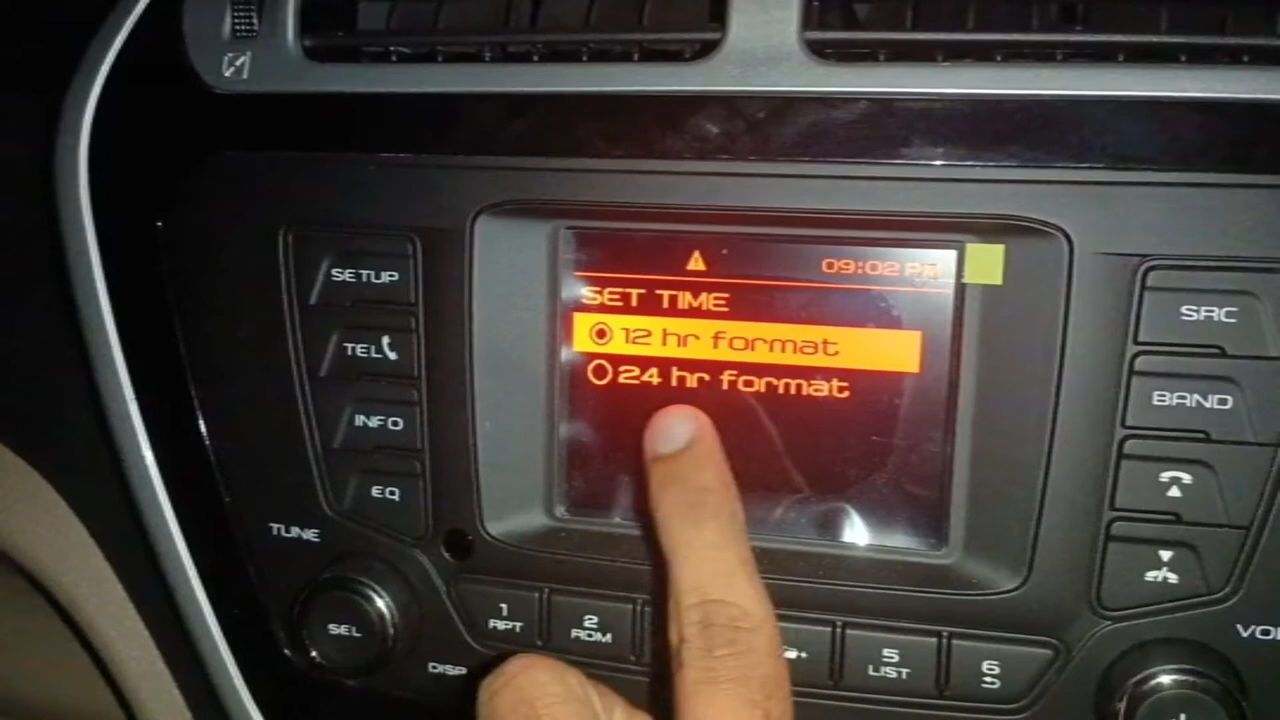 09:02 PM
SET TIME
12 hr format
24 hr format
SETUP
TEL
INFO
EQ
TUNE
SEL
DISP
1
RPT
2
RDM
5
LIST
6
SRC
BAND